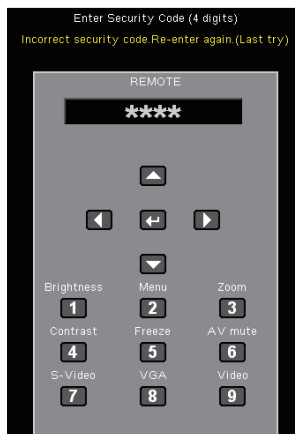 Enter Security Code (4 digits)
Incorrect security code.Re-enter again.(Last try)
REMOTE
****
Brightness Menu Zoom
1 2 3
Contrast Freeze AV mute
4 5 6
S-Video VGA Video
7 8 9